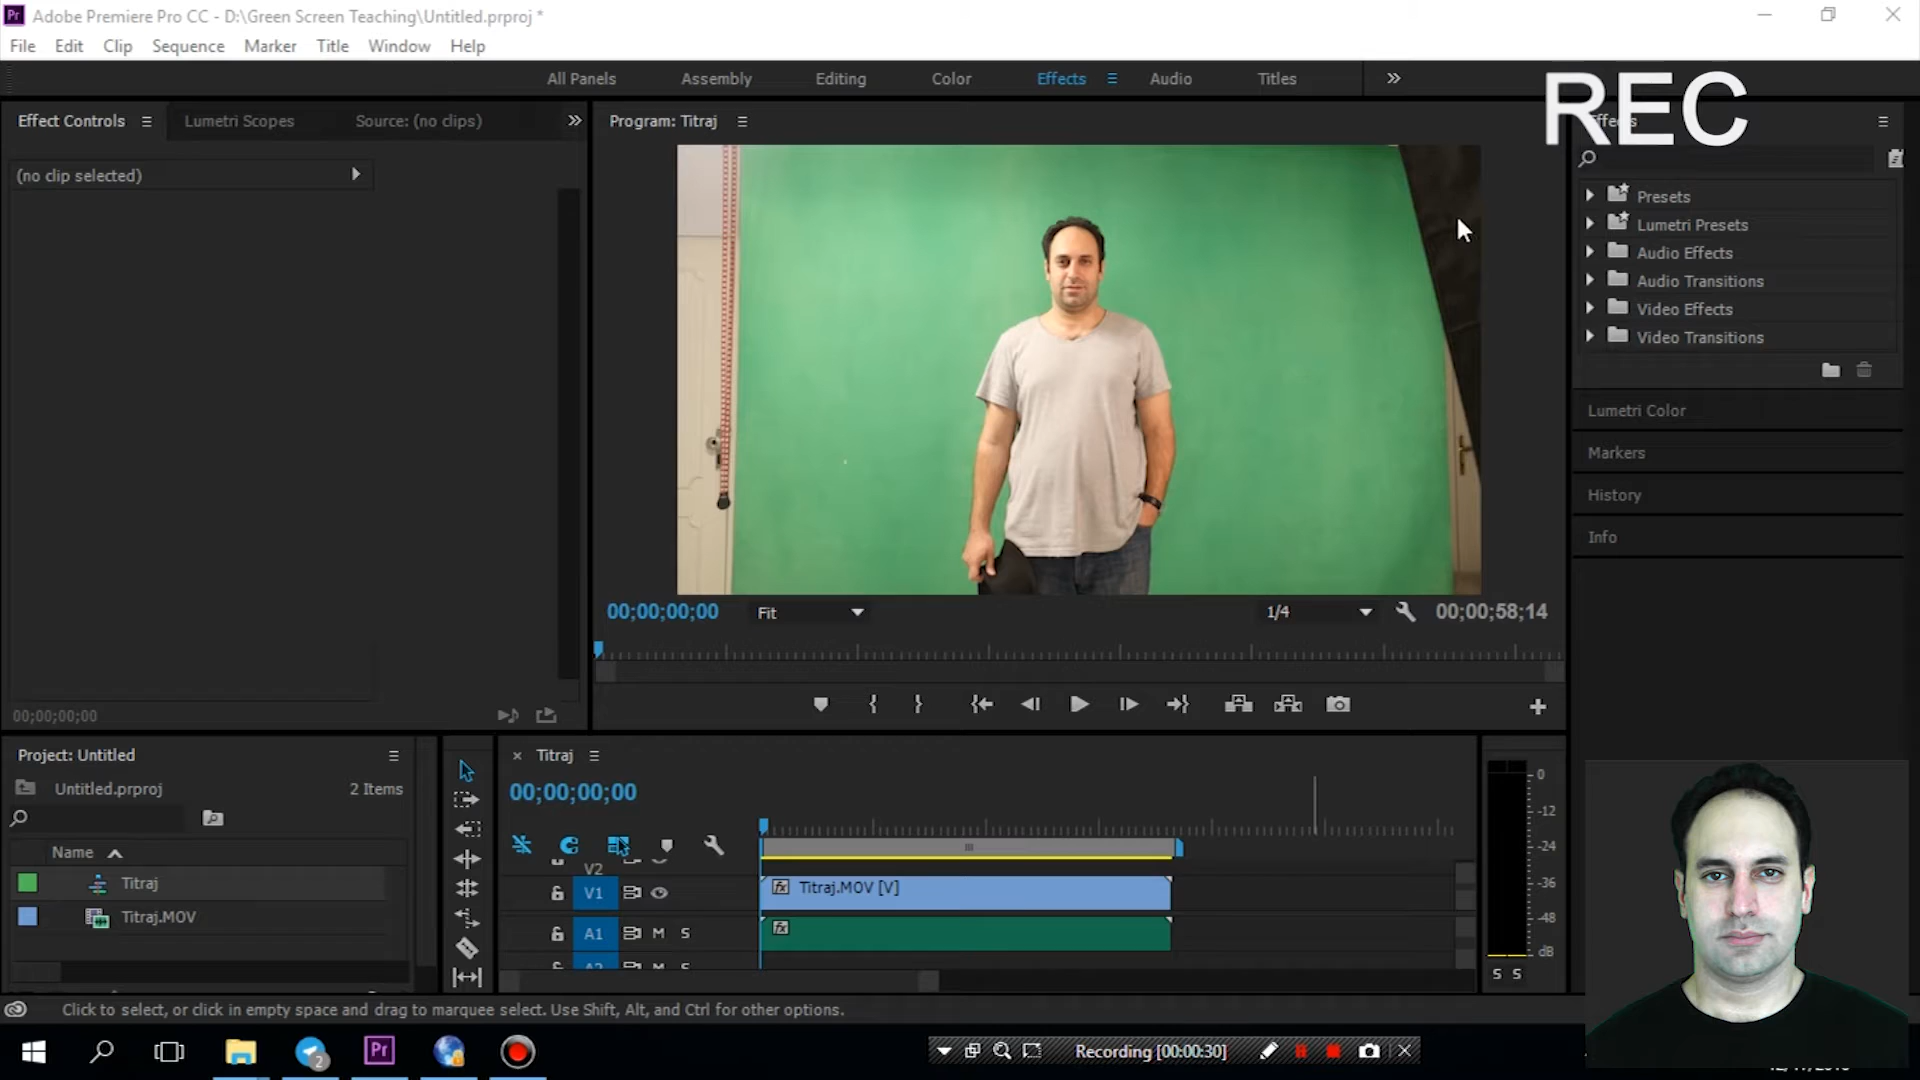 Pr Adobe Premiere Pro CC - D:\Green Screen Teaching\Untitled.prproj *
File Edit Clip Sequence Marker Title Window Help
All Panels Assembly Editing Color Effects Audio Titles
REC
Effect Controls Lumetri Scopes Source: (no clips)
Program: Titraj
(no clip selected)
Presets
Lumetri Presets
Audio Effects
Audio Transitions
Video Effects
Video Transitions
Lumetri Color
Markers
History
Info
00;00;00;00 Fit 1/4 00;00;58;14
00;00;00;00
Project: Untitled
Untitled.prproj 2 Items
Name
Titraj
Titraj.MOV
Titraj
00;00;00;00
V2
V1 Titraj.MOV [V]
fx
A1 M S
fx
0
-12
-24
-36
-48
dB
S S
Click to select, or click in empty space and drag to marquee select. Use Shift, Alt, and Ctrl for other options.
2
Pr
Recording [00:00:30]